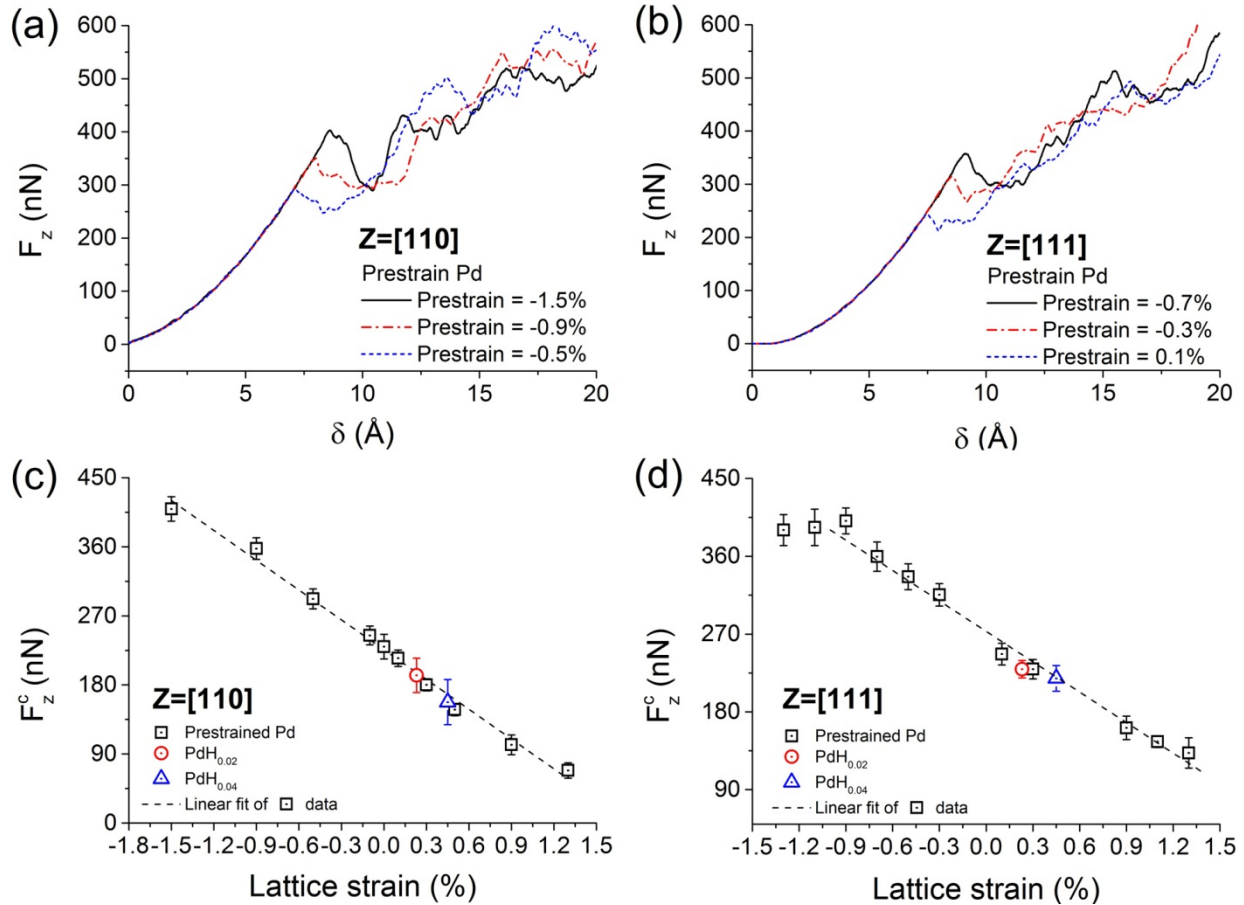 (a)
600
500
400
300
200
100
0
F_z (nN)
Z=[110]
Prestrain Pd
Prestrain = -1.5%
Prestrain = -0.9%
Prestrain = -0.5%
0 5 10 15 20
δ (Å)
(b)
600
500
400
300
200
100
0
F_z (nN)
Z=[111]
Prestrain Pd
Prestrain = -0.7%
Prestrain = -0.3%
Prestrain = 0.1%
0 5 10 15 20
δ (Å)
(c)
450
360
270
180
90
0
F_z^c (nN)
Z=[110]
Prestrained Pd
PdH_0.02
PdH_0.04
Linear fit of data
-1.8 -1.5 -1.2 -0.9 -0.6 -0.3 0.0 0.3 0.6 0.9 1.2 1.5
Lattice strain (%)
(d)
450
360
270
180
90
F_z^c (nN)
Z=[111]
Prestrained Pd
PdH_0.02
PdH_0.04
Linear fit of data
-1.5 -1.2 -0.9 -0.6 -0.3 0.0 0.3 0.6 0.9 1.2 1.5
Lattice strain (%)